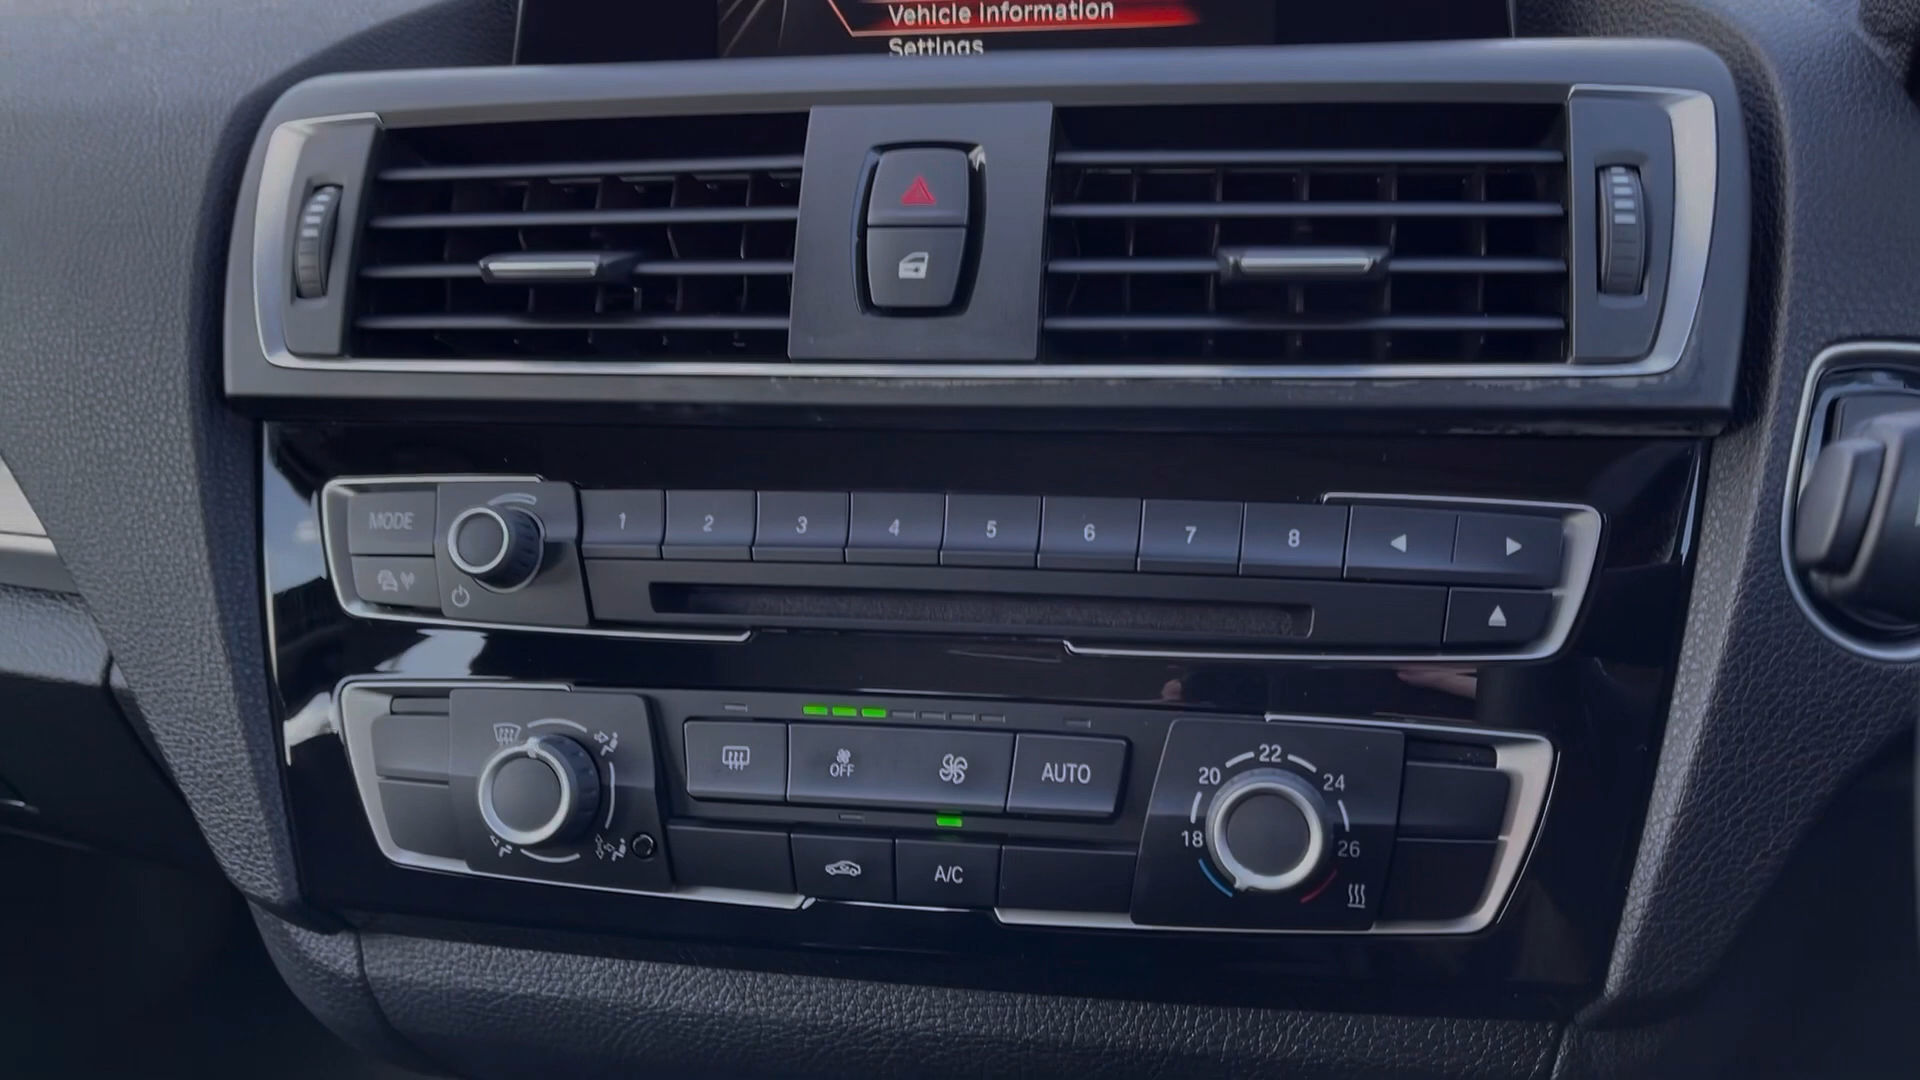 Vehicle Information
Settings
MODE
1 2 3 4 5 6 7 8
OFF
AUTO
A/C
18 20 22 24 26